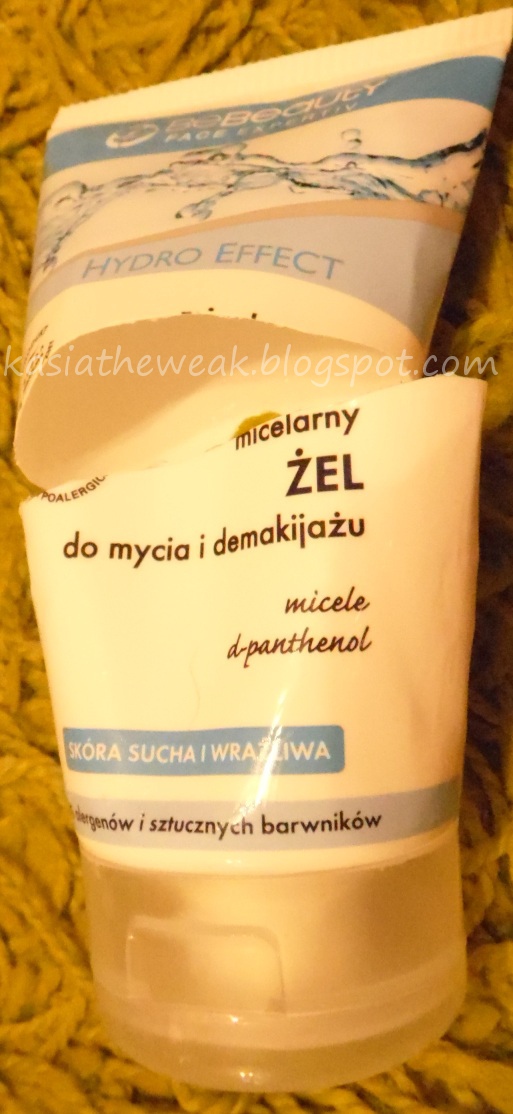 BeBeauty
FACE EXPERTIV
HYDRO EFFECT
kasiatheweak.blogspot.com
micelarny
ŻEL
do mycia i demakijażu
micele
d-panthenol
SKÓRA SUCHA I WRAŻLIWA
alergenów i sztucznych barwników